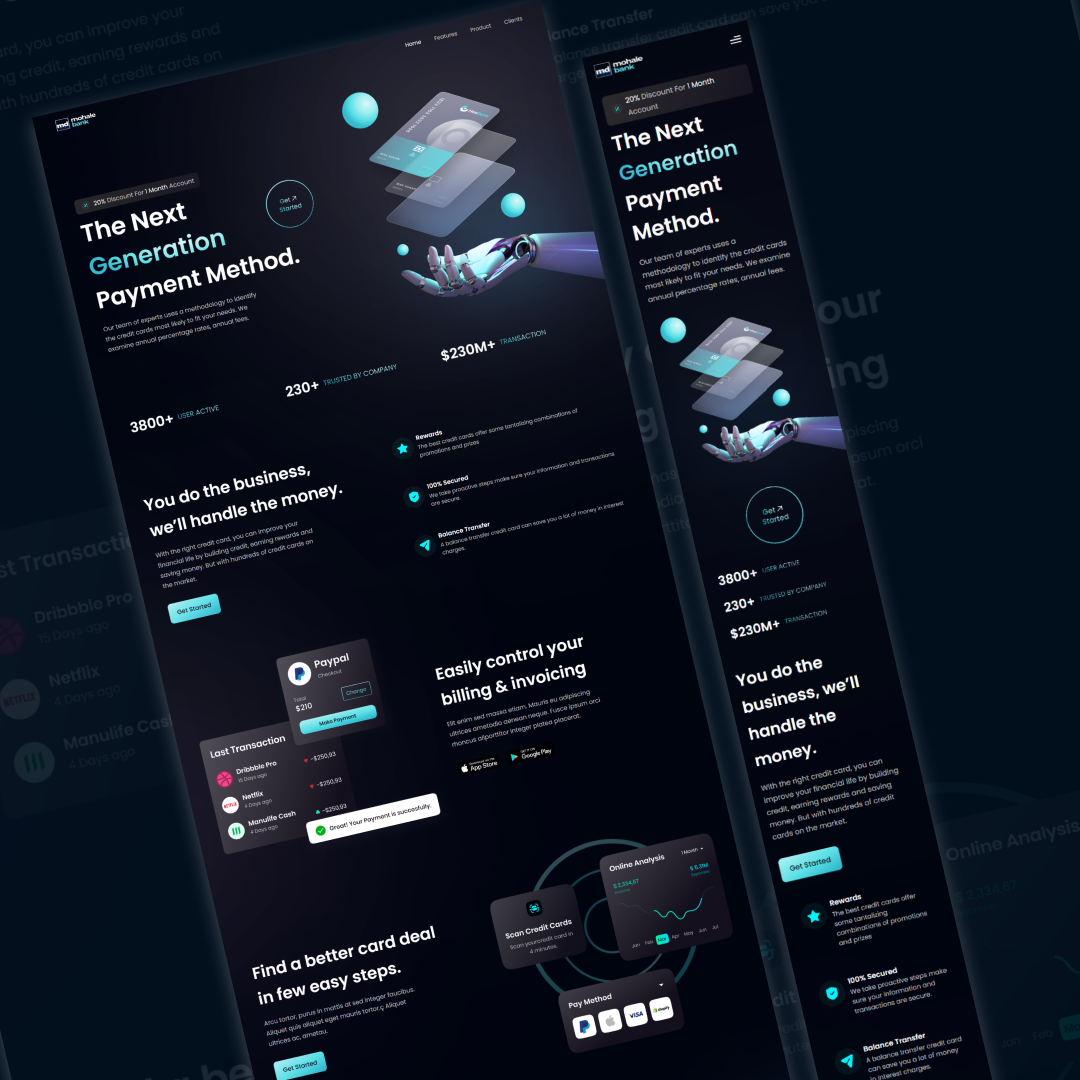 Home
Features
Product
Clients
md mohale
bank
20% Discount For 1 Month Account
The Next
Generation
Payment Method.
Get
Started
Our team of experts uses a methodology to identify
the credit cards most likely to fit your needs. We
examine annual percentage rates, annual fees.
3800+ USER ACTIVE
230+ TRUSTED BY COMPANY
$230M+ TRANSACTION
You do the business,
we’ll handle the money.
With the right credit card, you can improve your
financial life by building credit, earning rewards and
saving money. But with hundreds of credit cards on
the market.
Get Started
Rewards
The best credit cards offer some tantalizing combinations of
promotions and prizes
100% Secured
We take proactive steps make sure your information and transactions
are secure.
Balance Transfer
A balance transfer credit card can save you a lot of money in interest
charges.
Paypal
Checkout
Total
$210
Change
Make Payment
Last Transaction
Dribbble Pro
15 Days ago
-$250,93
Netflix
4 Days ago
-$250,93
Manulife Cash
4 Days ago
-$250,93
Great! Your Payment is succesfully.
Easily control your
billing & invoicing
Elit enim sed massa etiam. Mauris eu adipiscing
ultrices ametodio aenean neque. Fusce ipsum orci
rhoncus aliporttitor integer platea placerat.
App Store
GET IT ON
Google Play
Find a better card deal
in few easy steps.
Arcu tortor, purus in mattis at sed integer faucibus.
Aliquet quis aliquet eget mauris tortor.ç Aliquet
ultrices ac, ametau.
Get Started
Scan Credit Cards
Scan yourcredit card in
4 minutes.
Online Analysis
1 Month
$ 2,234,57
Jan Feb Mar Apr May Jun Jul
Pay Method
VISA
shopify
md mohale
bank
20% Discount For 1 Month
Account
The Next
Generation
Payment
Method.
Our team of experts uses a
methodology to identify the credit cards
most likely to fit your needs. We examine
annual percentage rates, annual fees.
Get
Started
3800+ USER ACTIVE
230+ TRUSTED BY COMPANY
$230M+ TRANSACTION
You do the
business, we’ll
handle the
money.
With the right credit card, you can
improve your financial life by building
credit, earning rewards and saving
money. But with hundreds of credit
cards on the market.
Get Started
Rewards
The best credit cards offer
some tantalizing
combinations of promotions
and prizes
100% Secured
We take proactive steps make
sure your information and
transactions are secure.
Balance Transfer
A balance transfer credit card
can save you a lot of money
in interest charges.